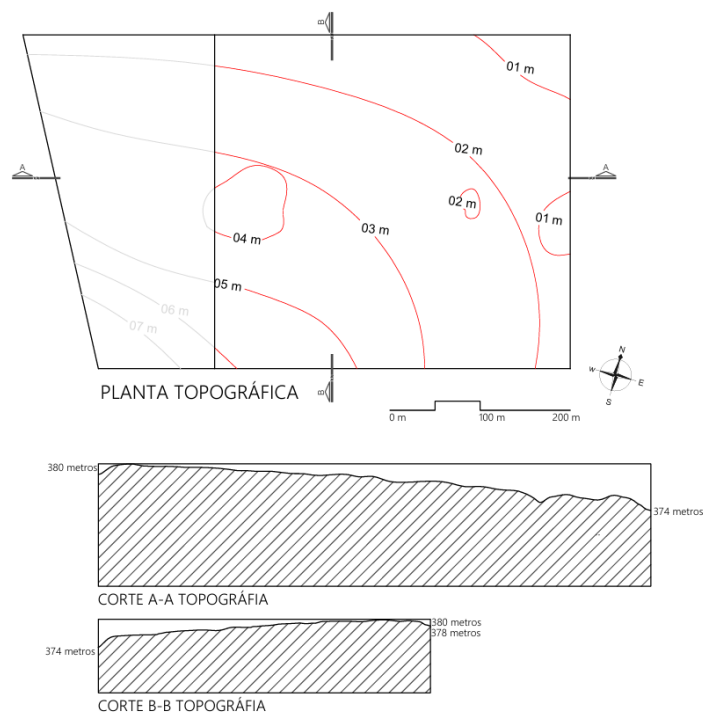 B
01 m
02 m
A
A
02 m
01 m
04 m
03 m
05 m
06 m
07 m
B
PLANTA TOPOGRÁFICA
N
W
E
S
0 m
100 m
200 m
380 metros
374 metros
CORTE A-A TOPOGRÁFIA
380 metros
378 metros
374 metros
CORTE B-B TOPOGRÁFIA